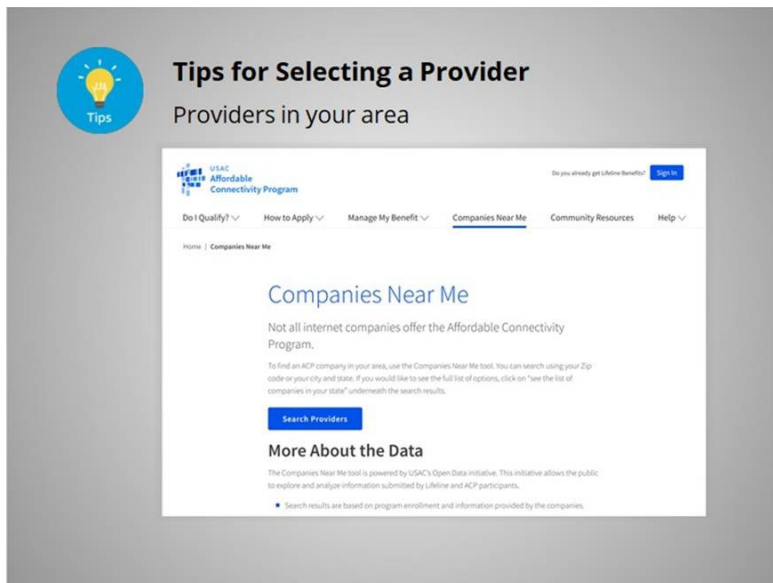 Tips for Selecting a Provider
Tips
Providers in your area
USAC
Affordable
Connectivity Program
Do you already get Lifeline Benefits?
Sign In
Do I Qualify?
How to Apply
Manage My Benefit
Companies Near Me
Community Resources
Help
Home | Companies Near Me
Companies Near Me
Not all internet companies offer the Affordable Connectivity
Program.
To find an ACP company in your area, use the Companies Near Me tool. You can search using your Zip
code or your city and state. If you would like to see the full list of options, click on "see the list of
companies in your state" underneath the search results.
Search Providers
More About the Data
The Companies Near Me tool is powered by USAC's Open Data initiative. This initiative allows the public
to explore and analyze information submitted by Lifeline and ACP participants.
Search results are based on program enrollment and information provided by the companies.